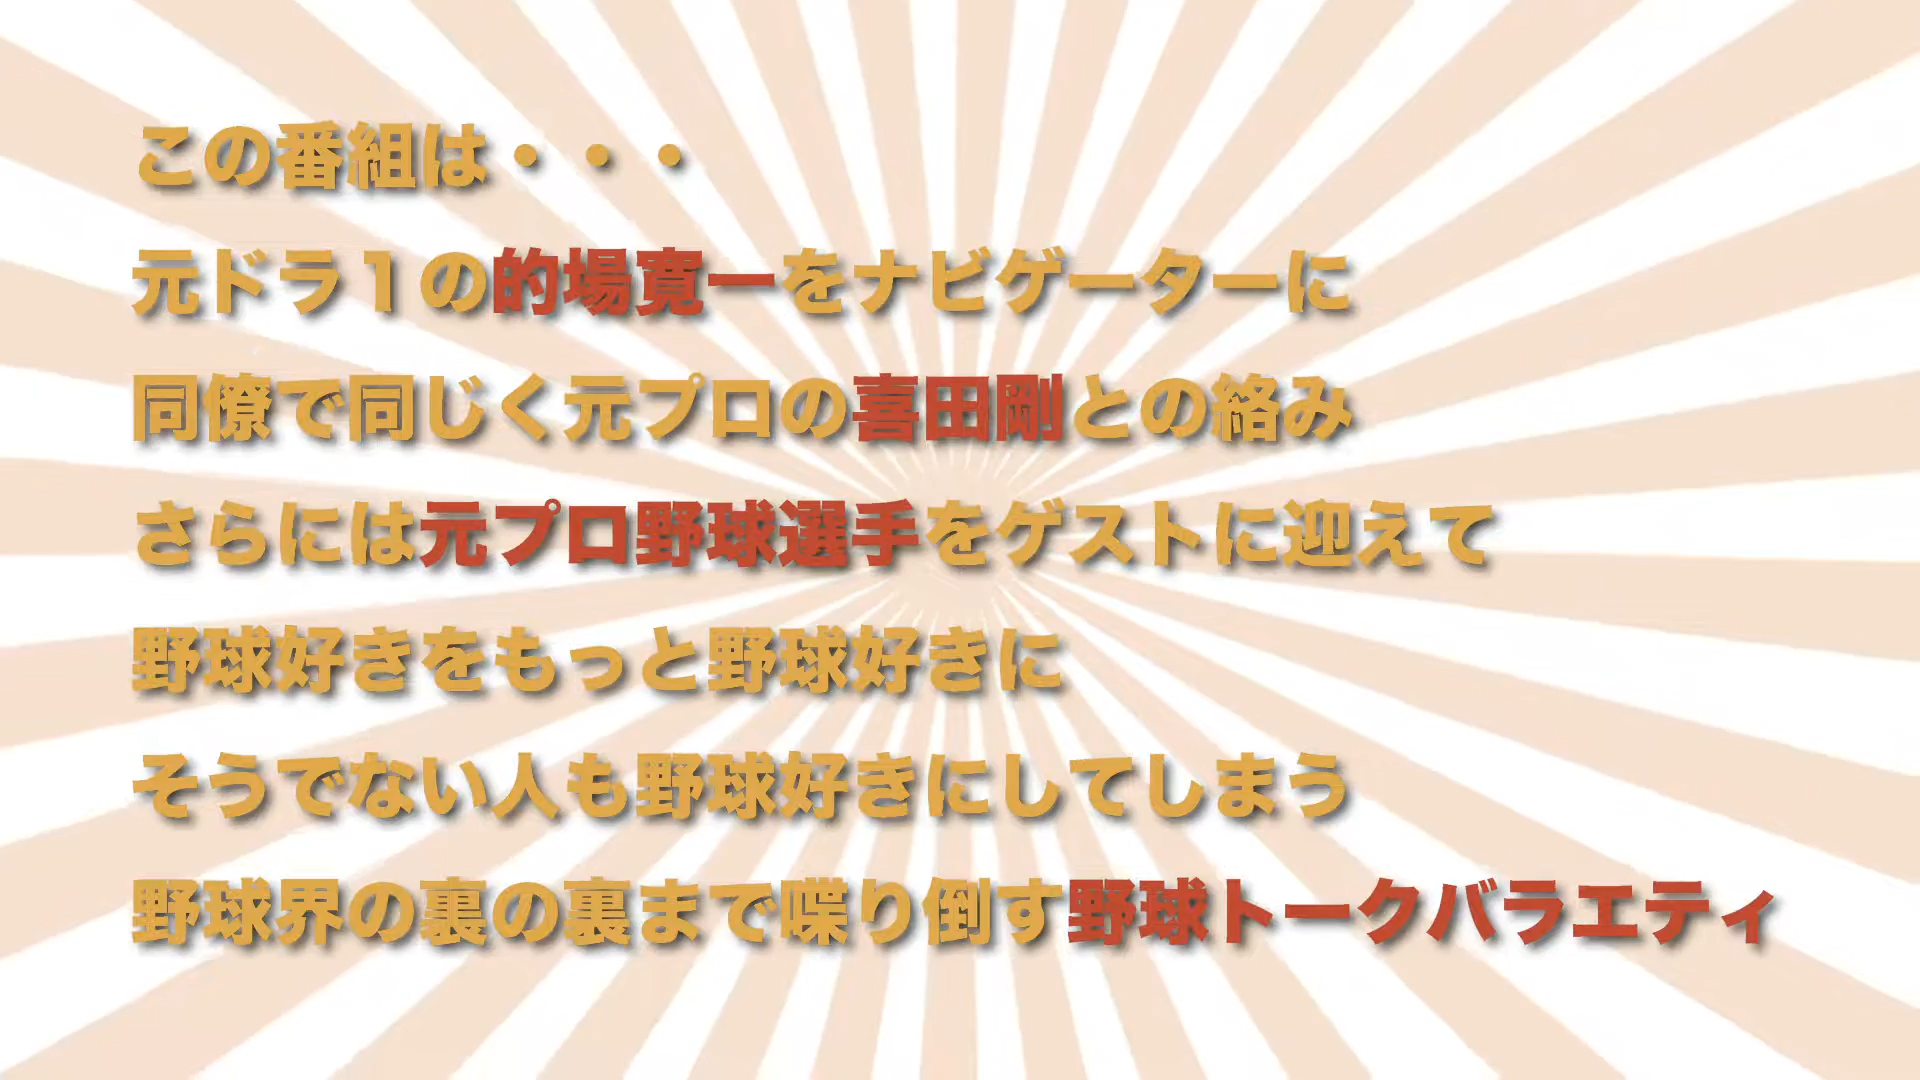 この番組は・・・
元ドラ１の的場寛一をナビゲーターに
同僚で同じく元プロの喜田剛との絡み
さらには元プロ野球選手をゲストに迎えて
野球好きをもっと野球好きに
そうでない人も野球好きにしてしまう
野球界の裏の裏まで喋り倒す野球トークバラエティ